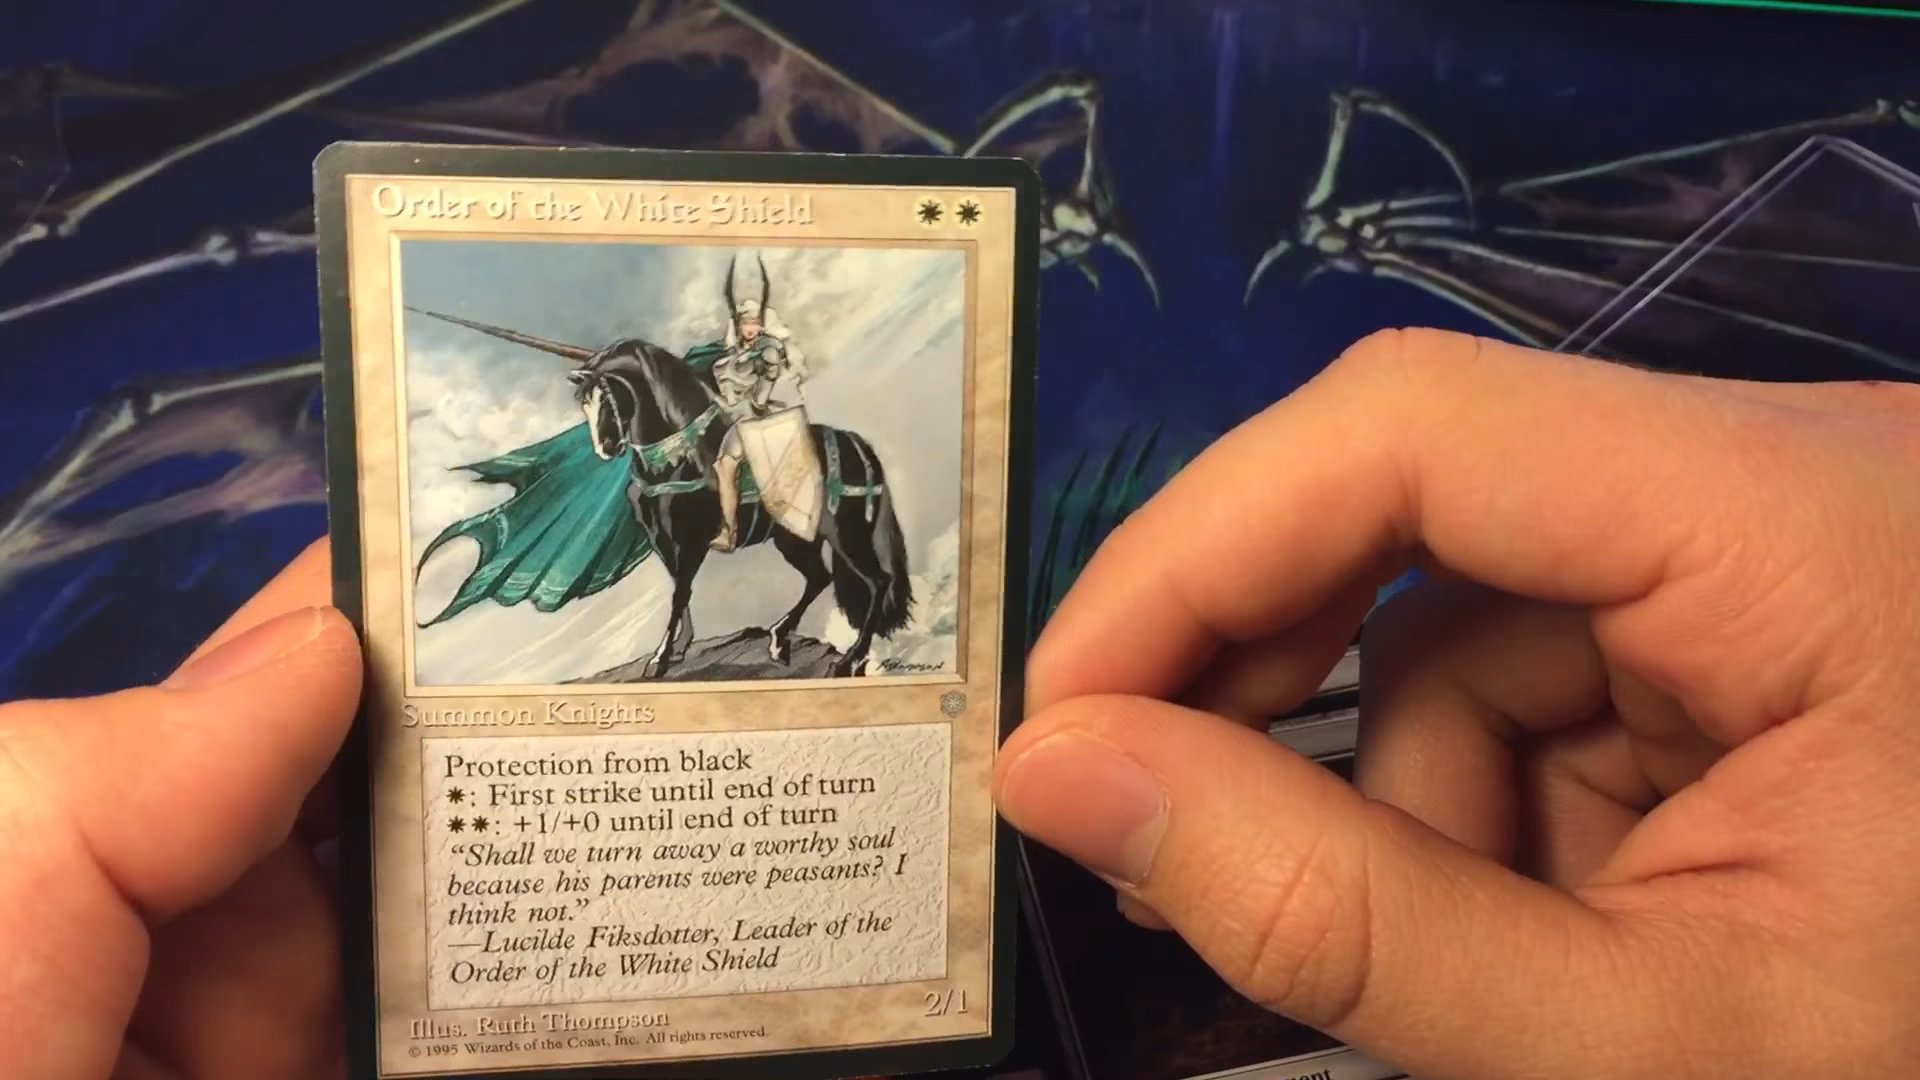 Order of the White Shield
RThompson
Summon Knights
Protection from black
: First strike until end of turn
: +1/+0 until end of turn
“Shall we turn away a worthy soul
because his parents were peasants? I
think not.”
—Lucilde Fiksdotter, Leader of the
Order of the White Shield
2/1
Illus. Ruth Thompson
© 1995 Wizards of the Coast, Inc. All rights reserved.